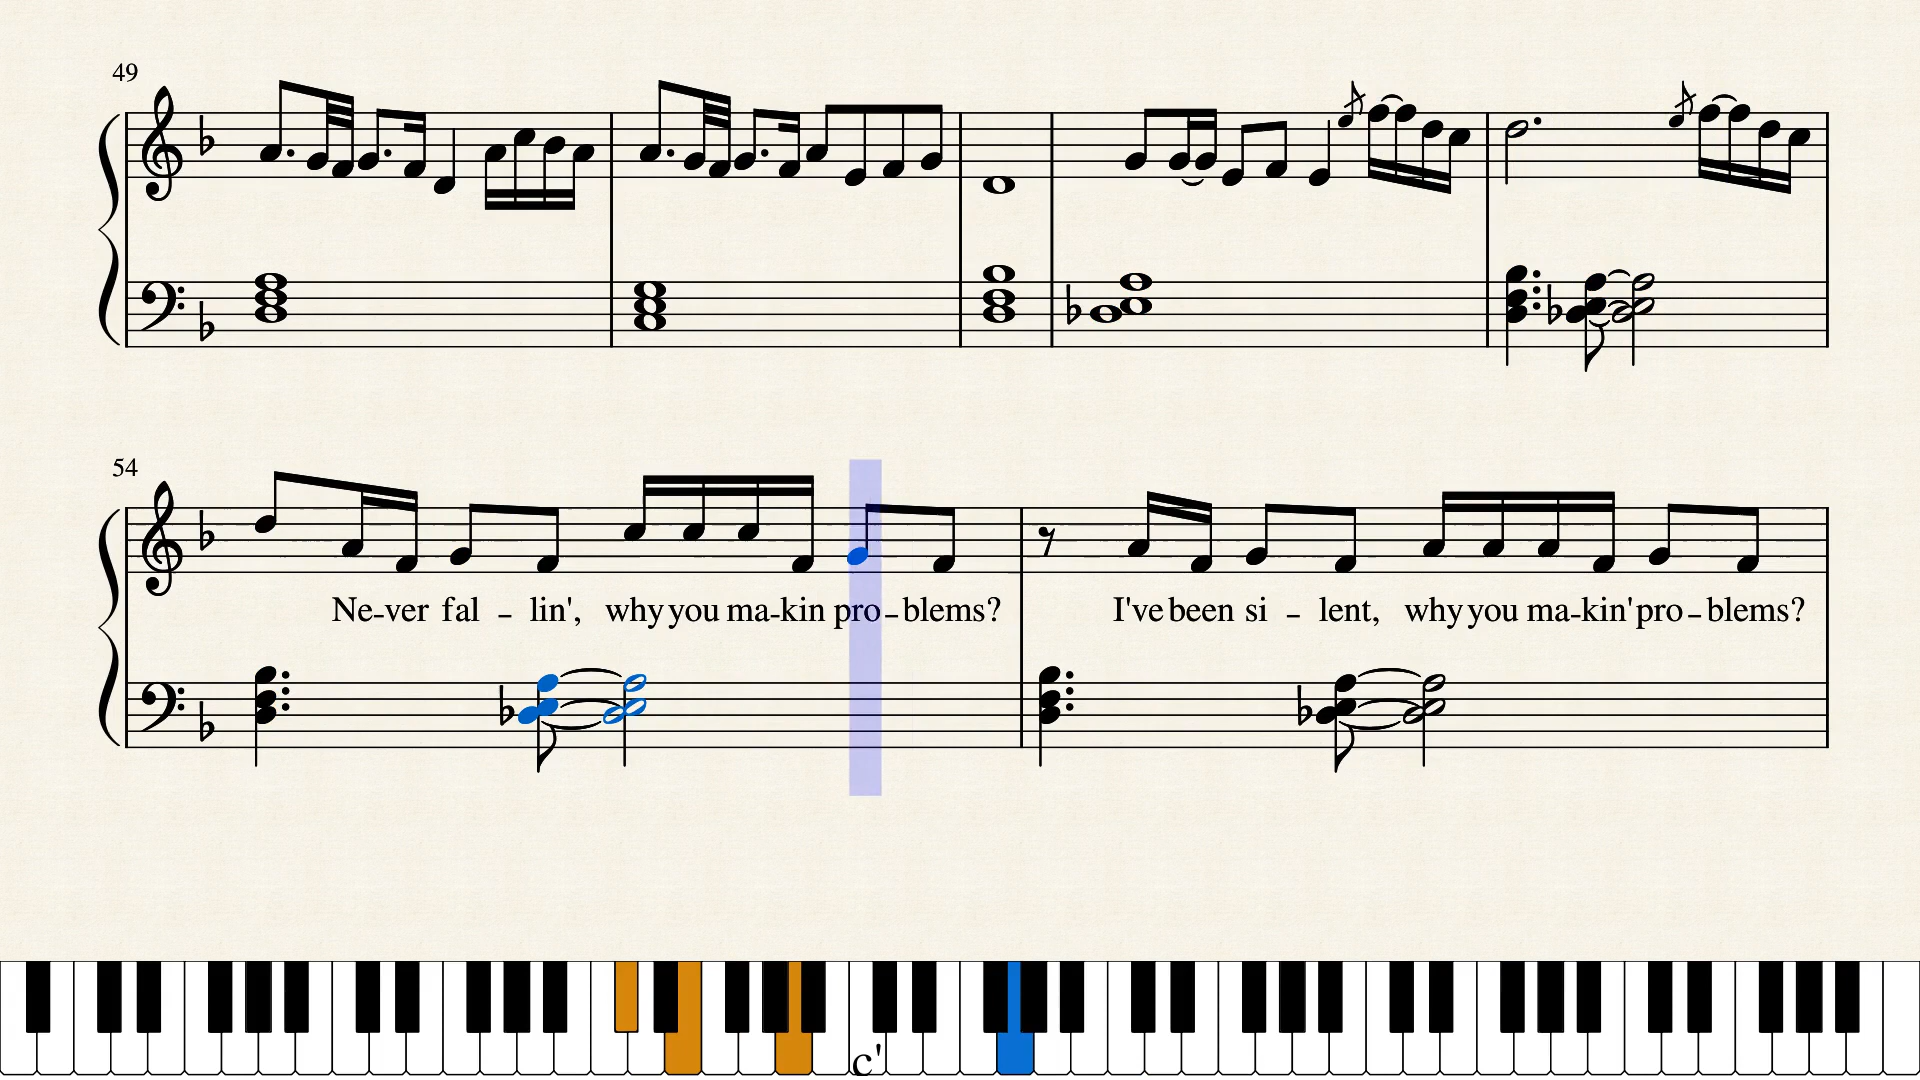 49
54
Ne-ver fal - lin', why you ma-kin pro-blems? I've been si - lent, why you ma-kin' pro-blems?
c'